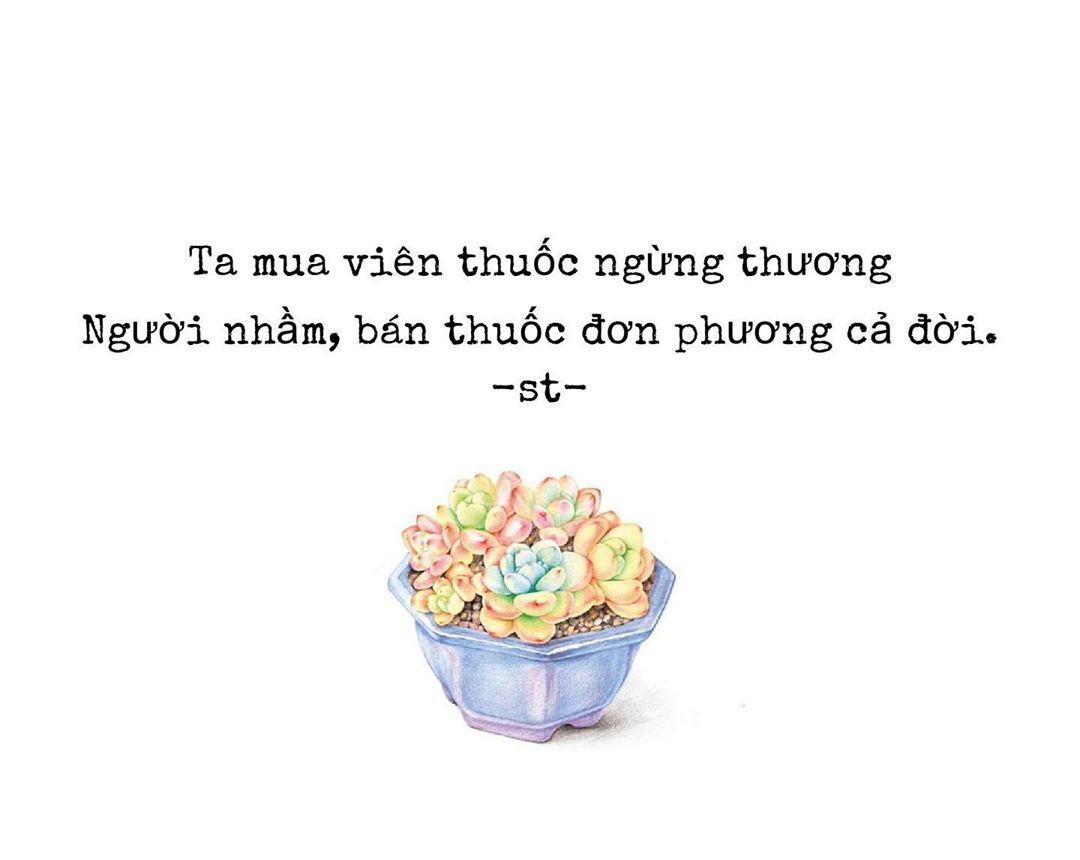 Ta mua viên thuốc ngừng thương
Người nhầm, bán thuốc đơn phương cả đời.
-st-